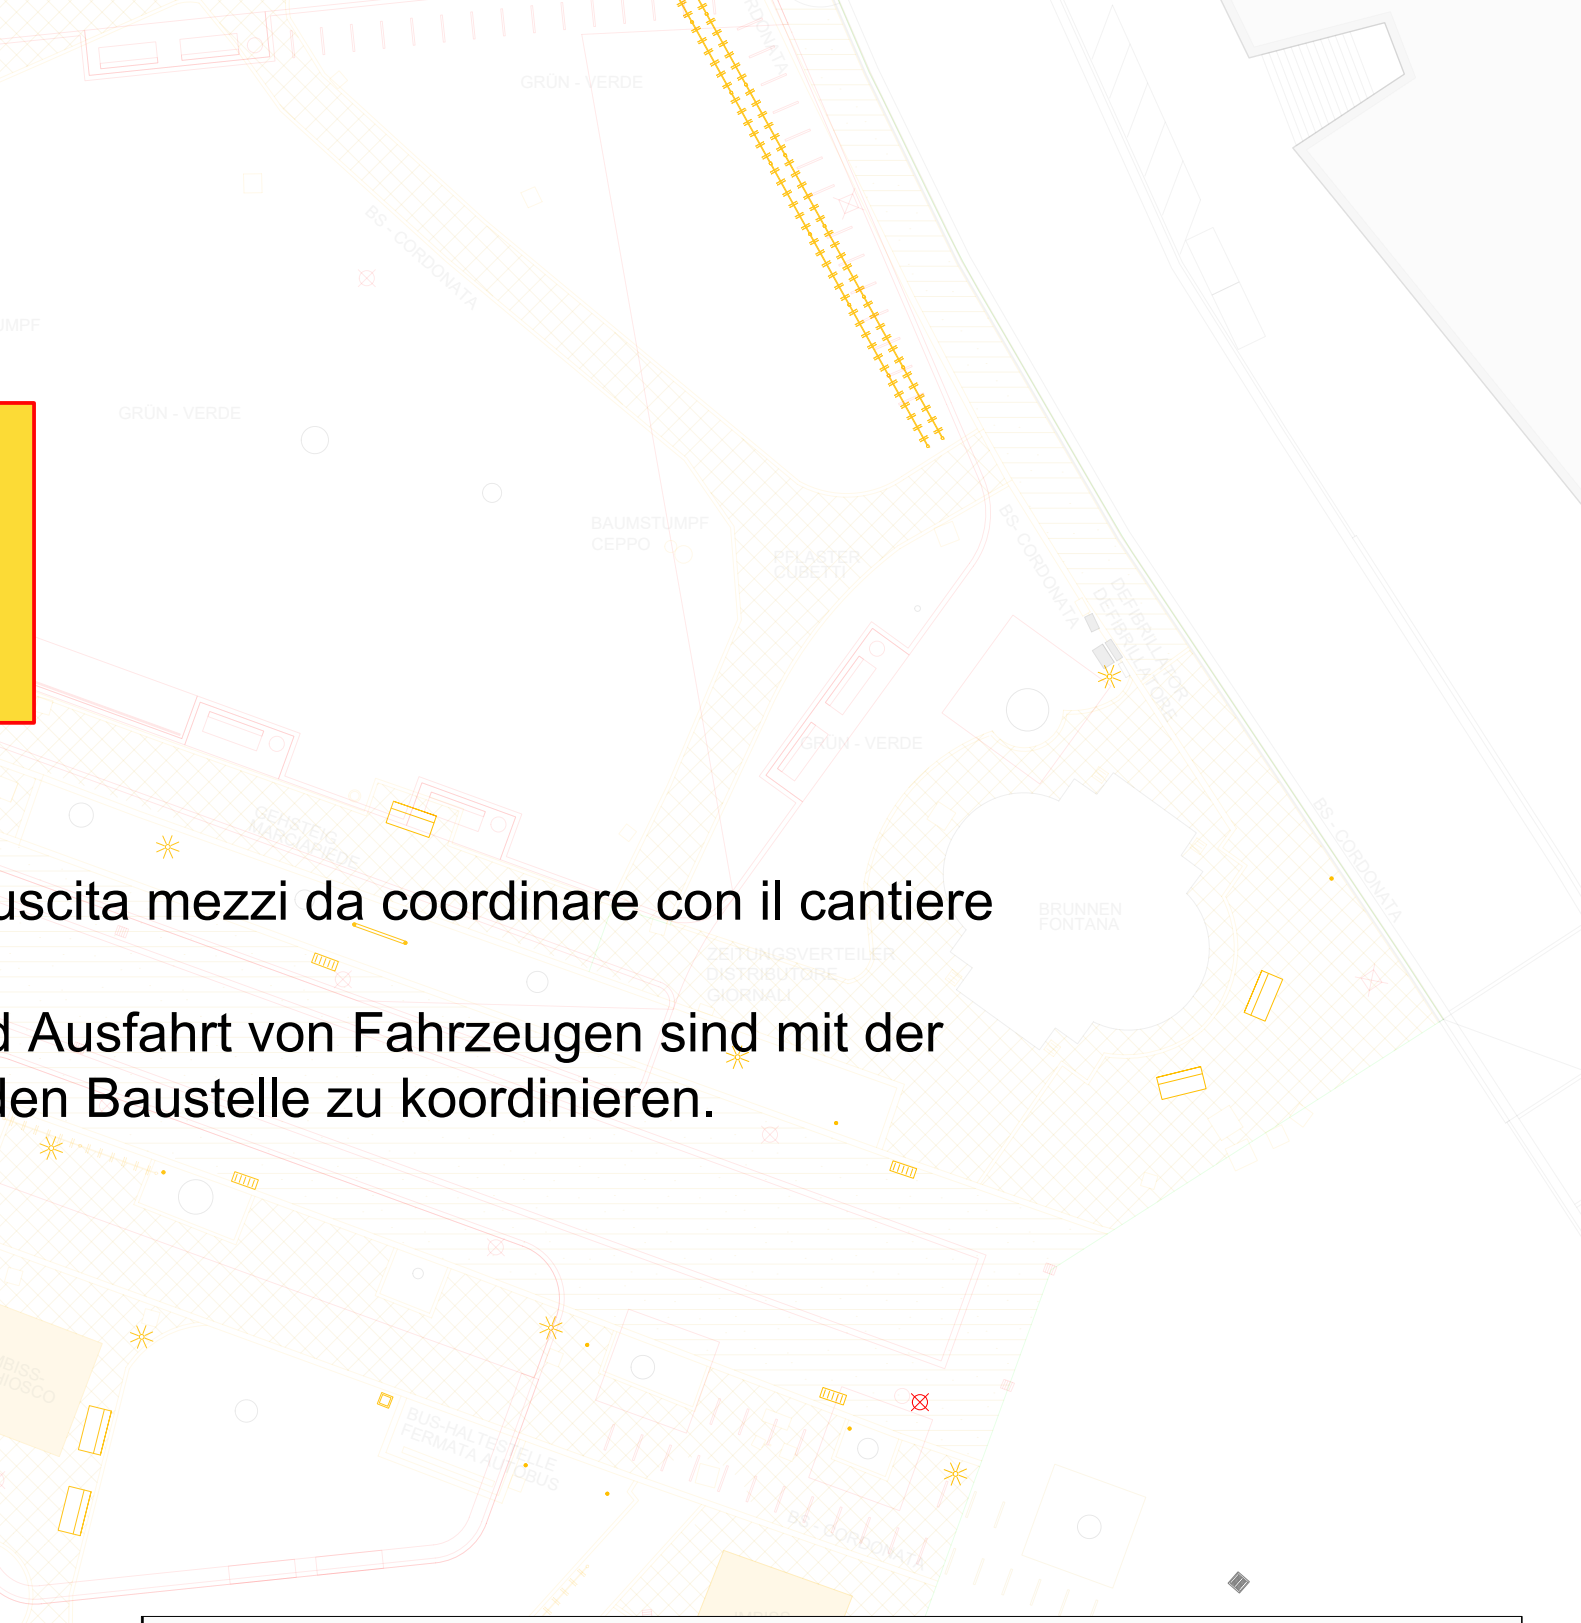 CORDONATA
GRÜN - VERDE
BS - CORDONATA
GRÜN - VERDE
BAUMSTUMPF
CEPPO
PFLASTER
CUBETTI
BS- CORDONATA
DEFIBRILLATOR
DEFIBRILLATORE
GRÜN - VERDE
GEHSTEIG
MARCIAPIEDE
BS - CORDONATA
uscita mezzi da coordinare con il cantiere
BRUNNEN
FONTANA
ZEITUNGSVERTEILER
DISTRIBUTORE
GIORNALI
Ausfahrt von Fahrzeugen sind mit der
Baustelle zu koordinieren.
BUS-HALTESTELLE
FERMATA AUTOBUS
BS - CORDONATA